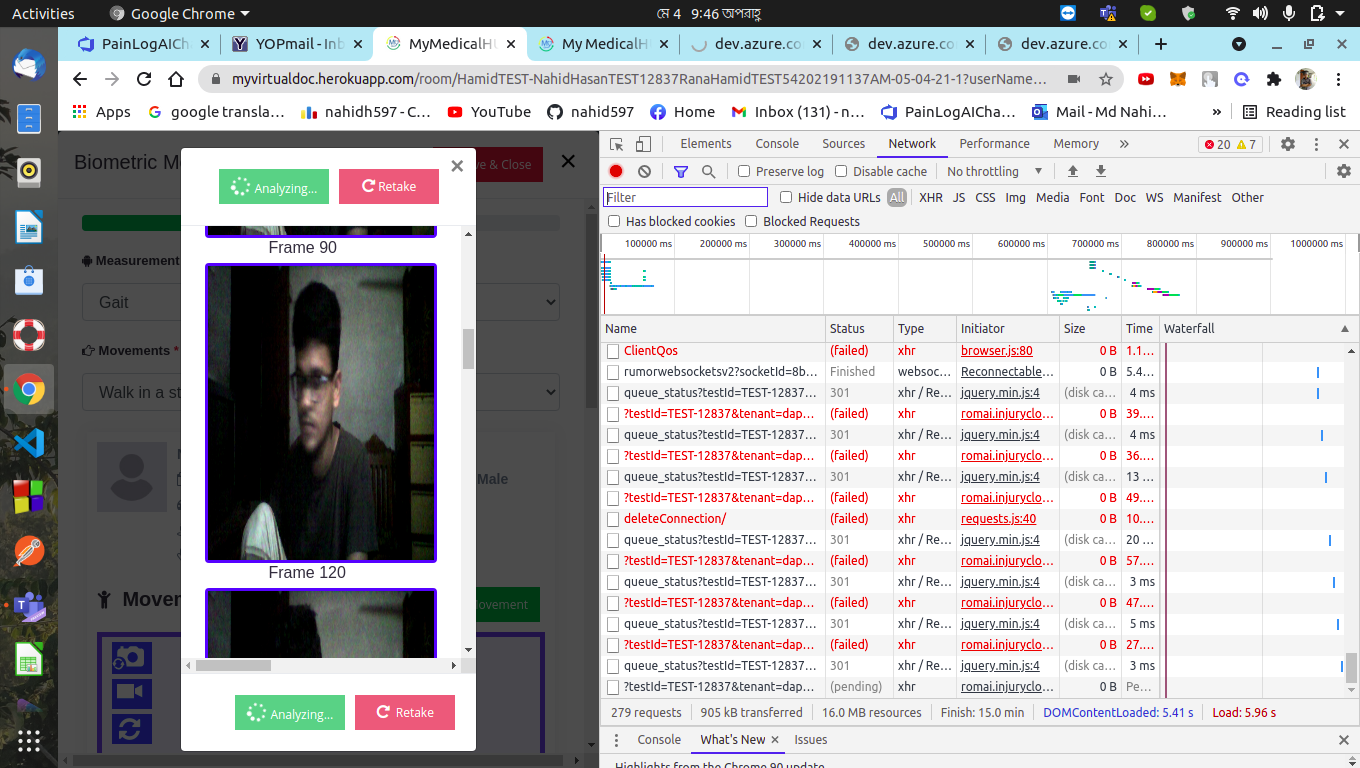 Activities
Google Chrome
মে 4 9:46 অপরাহ্ণ
PainLogAICh
YOPmail - Inb
MyMedicalHU
My MedicalH
dev.azure.co
dev.azure.co
dev.azure.co
myvirtualdoc.herokuapp.com/room/HamidTEST-NahidHasanTEST12837RanaHamidTEST54202191137AM-05-04-21-1?userName...
Apps
google transla...
nahidh597 - C...
YouTube
nahid597
Home
Inbox (131) - n...
PainLogAICha...
Mail - Md Nahi...
»
Reading list
Biometric M
e & Close
×
Analyzing...
Retake
Measurement
Gait
Movements *
Walk in a st
Male
Mover
Movement
Frame 90
Frame 120
Analyzing...
Retake
Elements
Console
Sources
Network
Performance
Memory
»
20
7
Preserve log
Disable cache
No throttling
Filter
Hide data URLs
All
XHR
JS
CSS
Img
Media
Font
Doc
WS
Manifest
Other
Has blocked cookies
Blocked Requests
100000 ms
200000 ms
300000 ms
400000 ms
500000 ms
600000 ms
700000 ms
800000 ms
900000 ms
1000000 ms
Name Status Type Initiator Size Time Waterfall
ClientQos (failed) xhr browser.js:80 0 B 1.1...
rumorwebsocketsv2?socketId=8b... Finished websoc... Reconnectable... 0 B 5.4...
queue_status?testId=TEST-12837... 301 xhr / Re... jquery.min.js:4 (disk ca... 4 ms
?testId=TEST-12837&tenant=dap... (failed) xhr romai.injuryclo... 0 B 39....
queue_status?testId=TEST-12837... 301 xhr / Re... jquery.min.js:4 (disk ca... 4 ms
?testId=TEST-12837&tenant=dap... (failed) xhr romai.injuryclo... 0 B 36....
queue_status?testId=TEST-12837... 301 xhr / Re... jquery.min.js:4 (disk ca... 13 ...
?testId=TEST-12837&tenant=dap... (failed) xhr romai.injuryclo... 0 B 49....
deleteConnection/ (failed) xhr requests.js:40 0 B 10....
queue_status?testId=TEST-12837... 301 xhr / Re... jquery.min.js:4 (disk ca... 20 ...
?testId=TEST-12837&tenant=dap... (failed) xhr romai.injuryclo... 0 B 57....
queue_status?testId=TEST-12837... 301 xhr / Re... jquery.min.js:4 (disk ca... 3 ms
?testId=TEST-12837&tenant=dap... (failed) xhr romai.injuryclo... 0 B 47....
queue_status?testId=TEST-12837... 301 xhr / Re... jquery.min.js:4 (disk ca... 5 ms
?testId=TEST-12837&tenant=dap... (failed) xhr romai.injuryclo... 0 B 27....
queue_status?testId=TEST-12837... 301 xhr / Re... jquery.min.js:4 (disk ca... 3 ms
?testId=TEST-12837&tenant=dap... (pending) xhr romai.injuryclo... 0 B Pe...
279 requests
905 kB transferred
16.0 MB resources
Finish: 15.0 min
DOMContentLoaded: 5.41 s
Load: 5.96 s
Console
What's New
Issues
Highlights from the Chrome 90 update